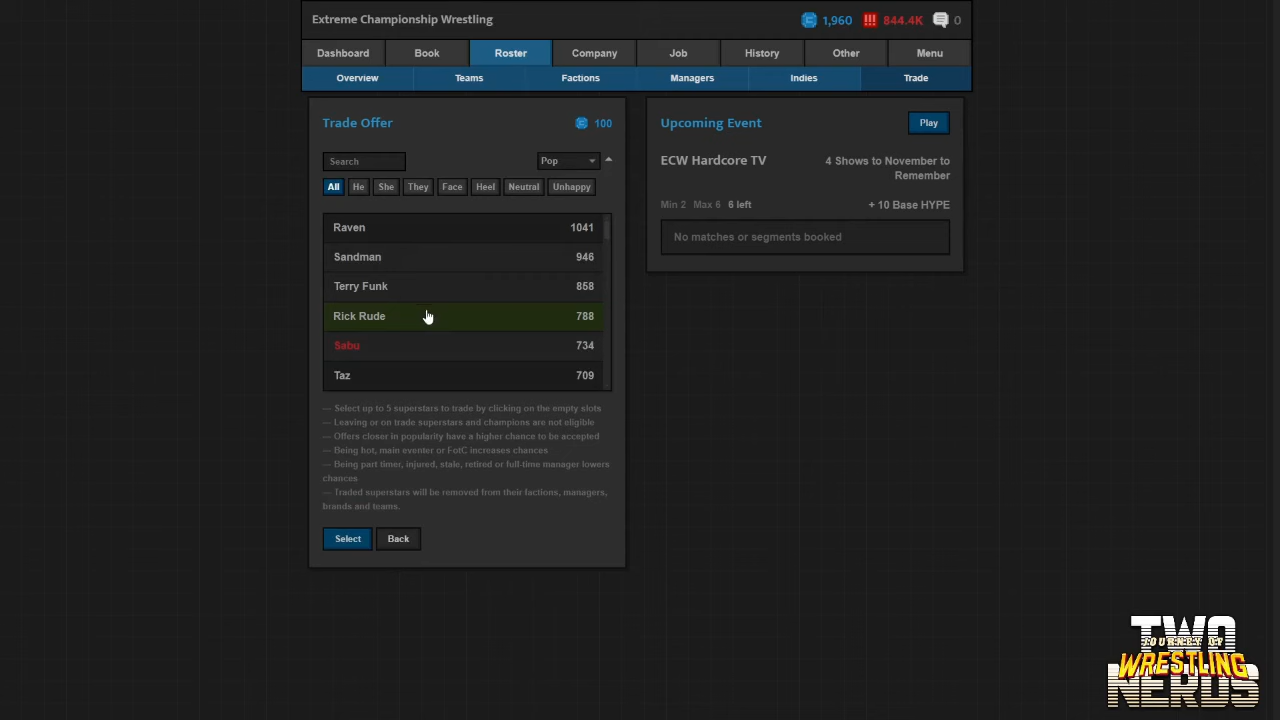 Extreme Championship Wrestling
1,960 844.4K 0
Dashboard Book Roster Company Job History Other Menu
Overview Teams Factions Managers Indies Trade
Trade Offer 100
Search Pop
All He She They Face Heel Neutral Unhappy
Raven 1041
Sandman 946
Terry Funk 858
Rick Rude 788
Sabu 734
Taz 709
— Select up to 5 superstars to trade by clicking on the empty slots
— Leaving or on trade superstars and champions are not eligible
— Offers closer in popularity have a higher chance to be accepted
— Being hot, main eventer or FotC increases chances
— Being part timer, injured, stale, retired or full-time manager lowers
chances
— Traded superstars will be removed from their factions, managers,
brands and teams.
Select Back
Upcoming Event Play
ECW Hardcore TV 4 Shows to November to
Remember
Min 2 Max 6 6 left + 10 Base HYPE
No matches or segments booked
TWO
JOURNEY OF
WRESTLING
NERDS